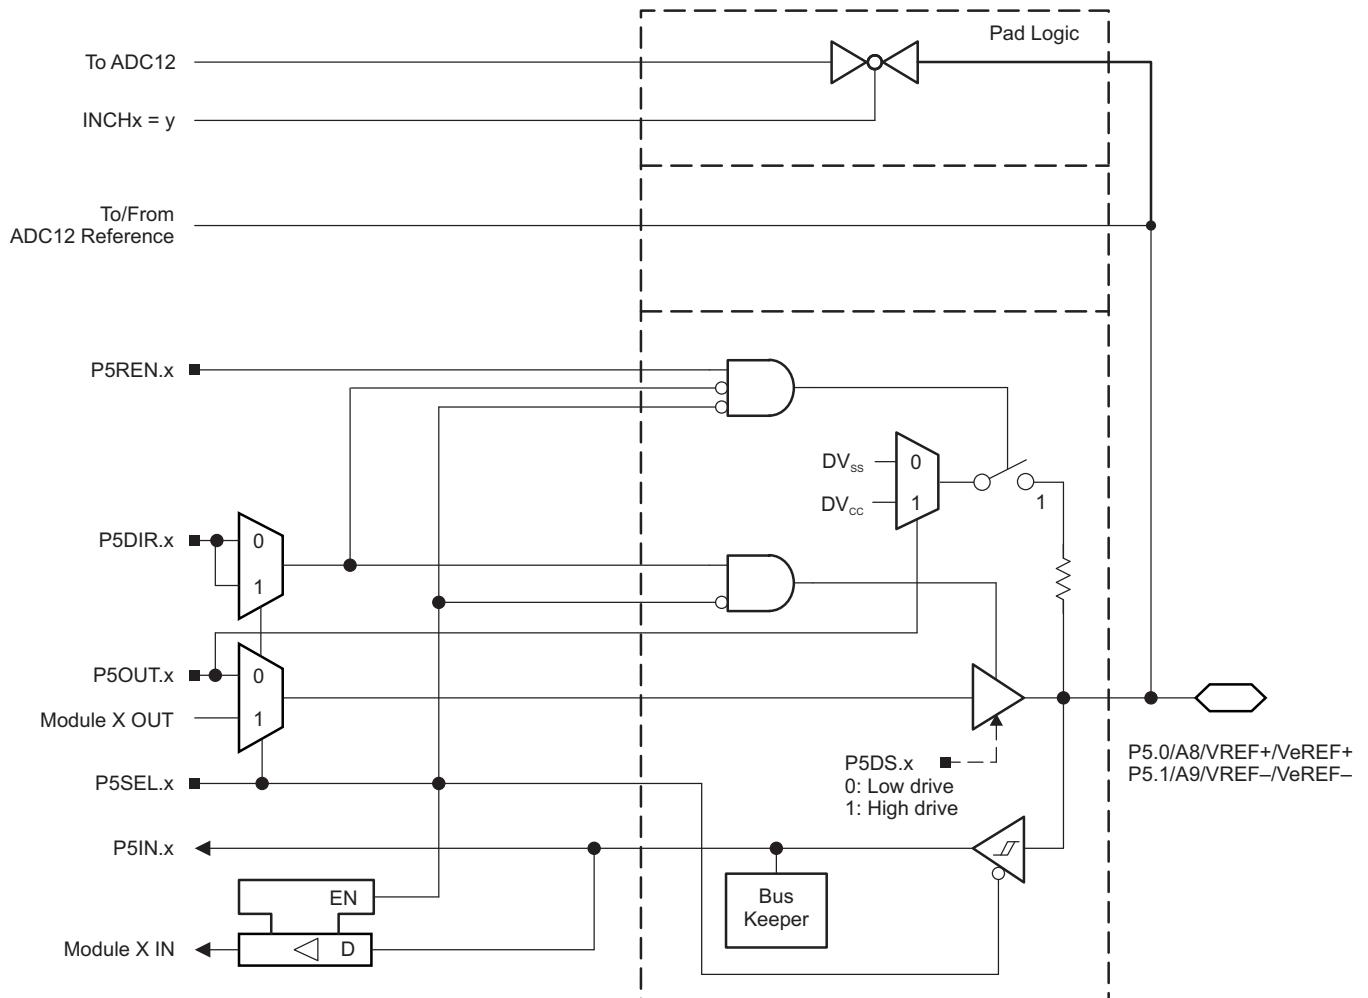 Pad Logic
To ADC12
INCHx = y
To/From
ADC12 Reference
P5REN.x
DVSS
0
DVCC
1
1
P5DIR.x
0
1
P5OUT.x
0
Module X OUT
1
P5DS.x
0: Low drive
1: High drive
P5.0/A8/VREF+/VeREF+
P5.1/A9/VREF–/VeREF–
P5SEL.x
P5IN.x
Bus
Keeper
EN
Module X IN
D